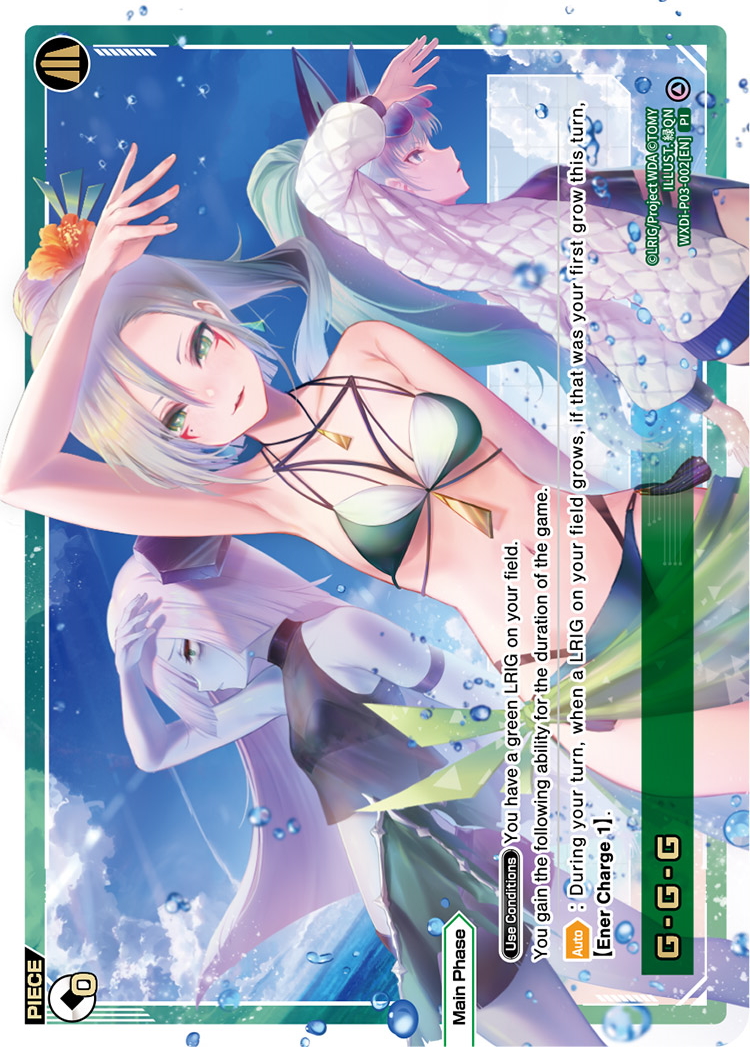 PIECE
0
Main Phase
Use Conditions You have a green LRIG on your field.
You gain the following ability for the duration of the game.
Auto : During your turn, when a LRIG on your field grows, if that was your first grow this turn,
【Ener Charge 1】.
G-G-G
©LRIG/Project WDA ©TOMY
ILLUST. 緑QN
WXDi-P03-002[EN] PI